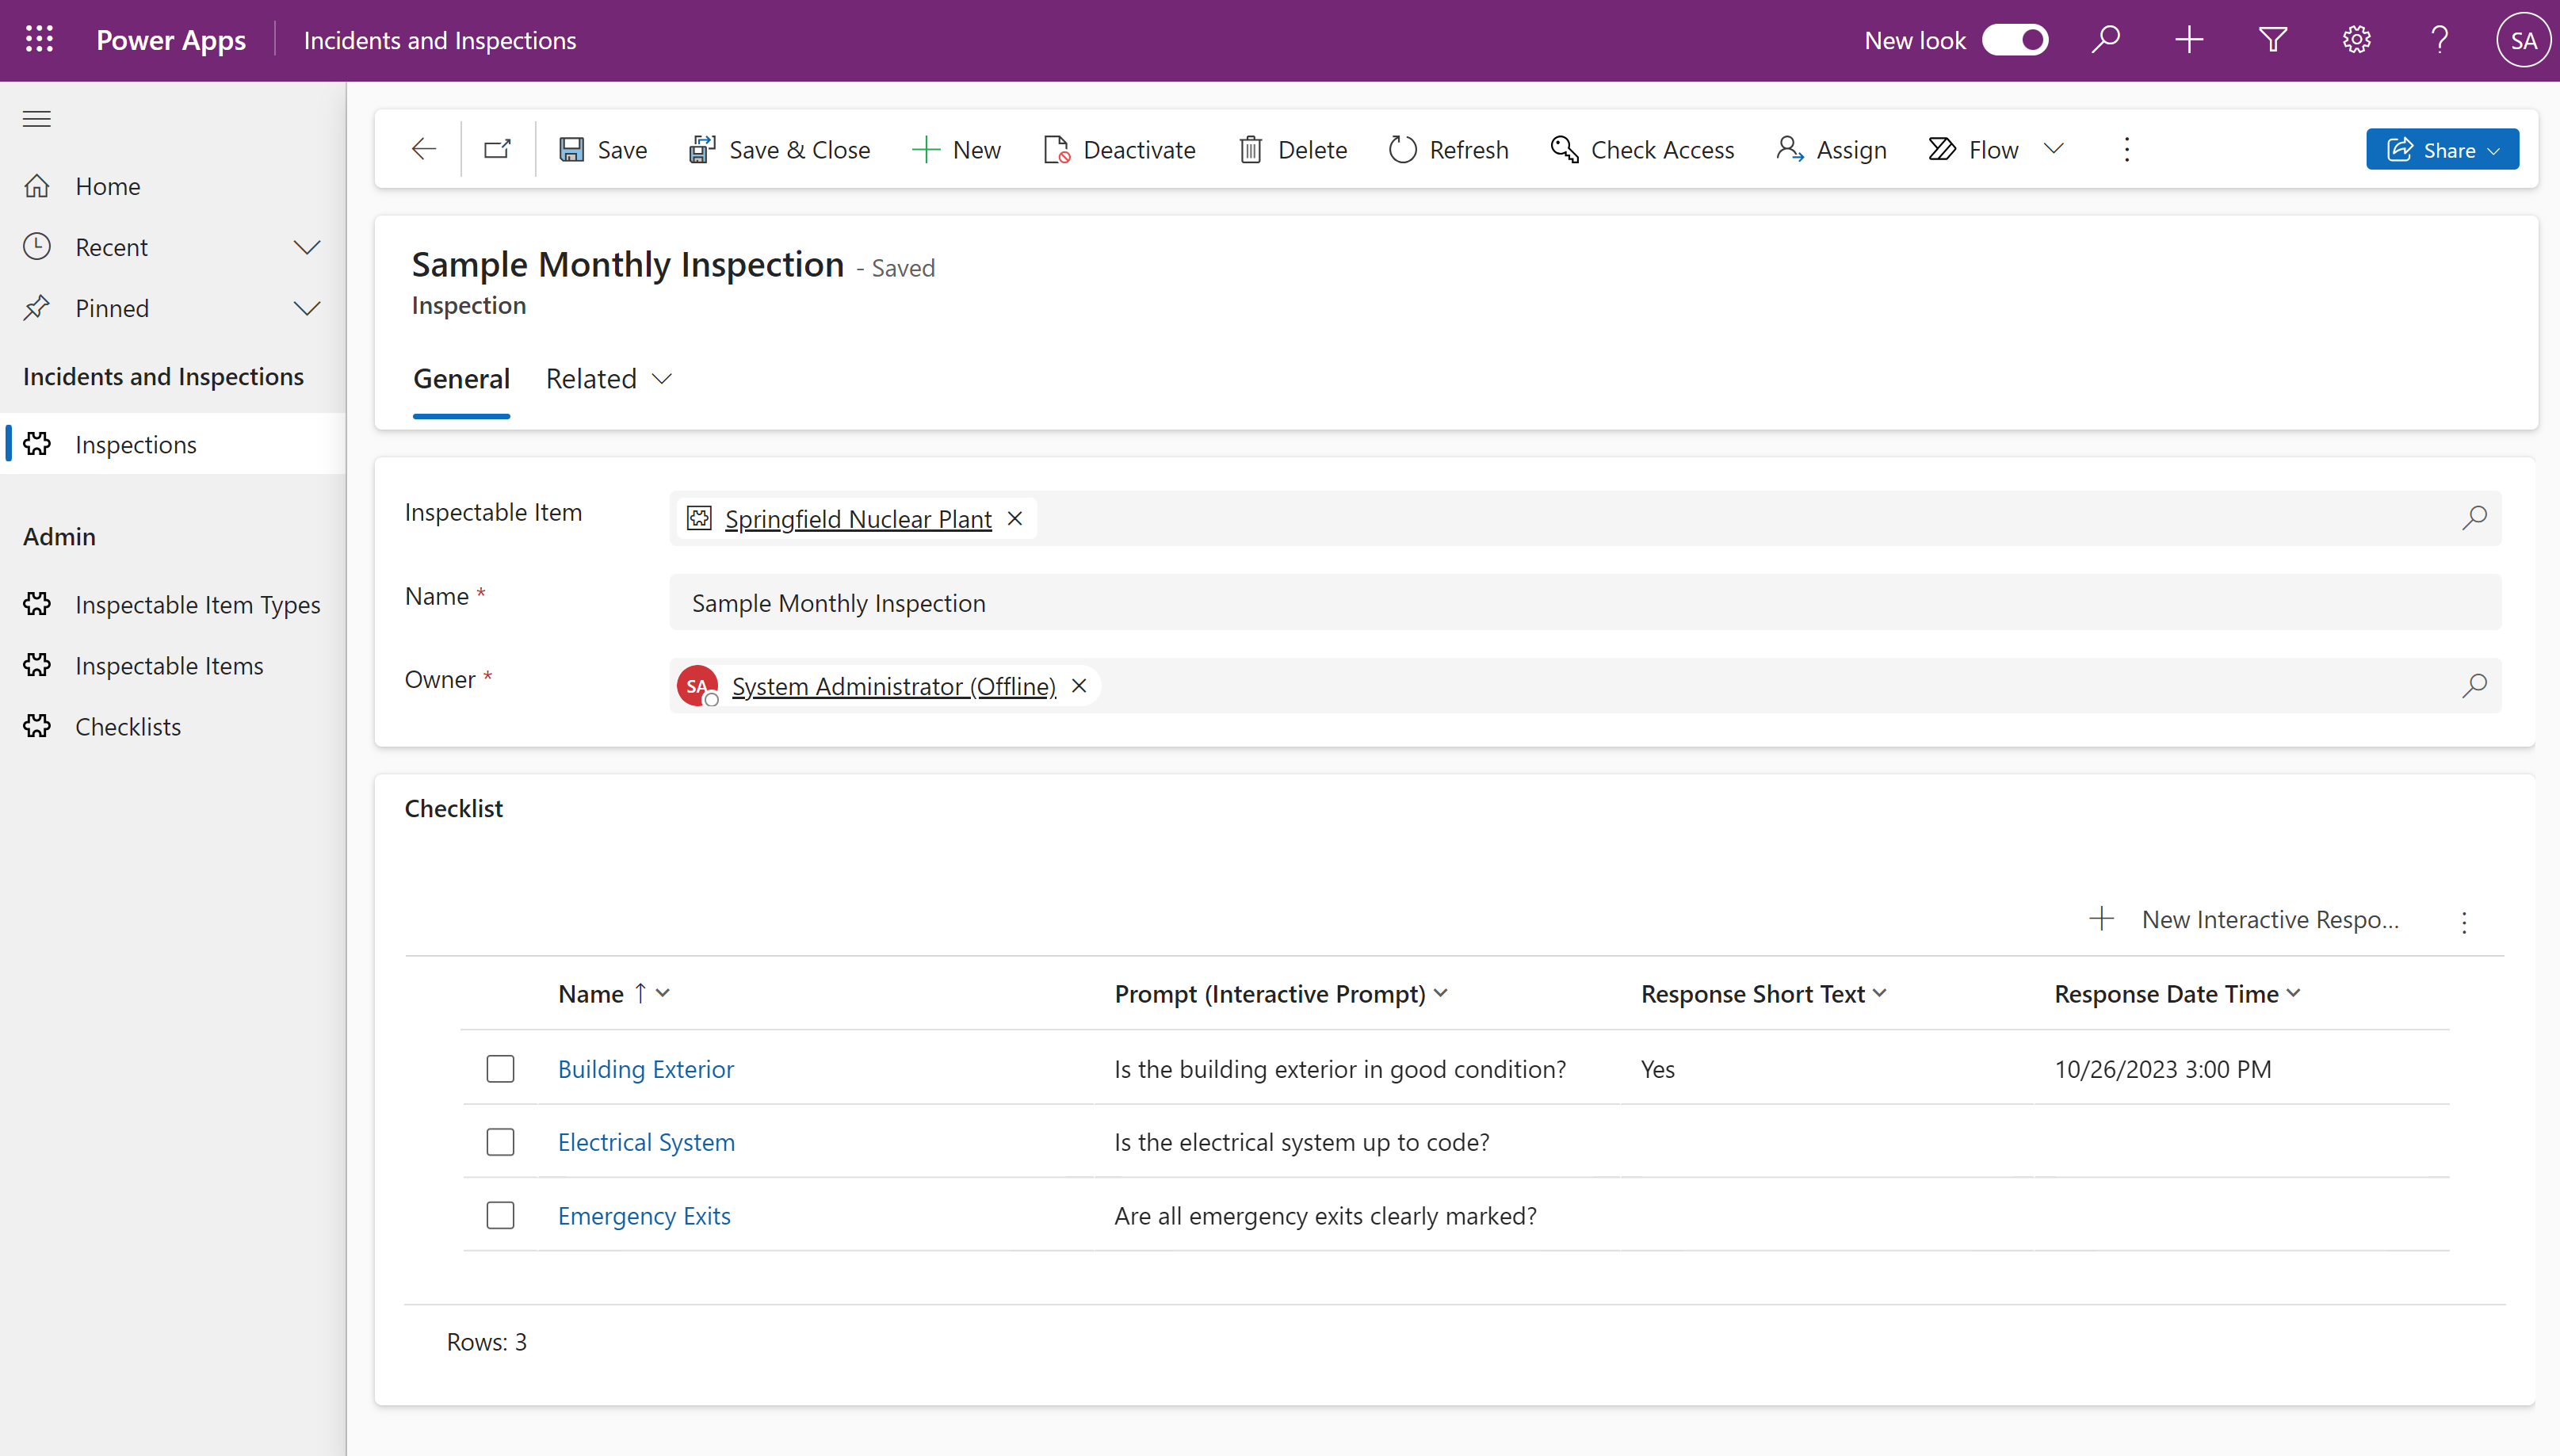 Power Apps
Incidents and Inspections
New look
SA
Home
Recent
Pinned
Incidents and Inspections
Inspections
Admin
Inspectable Item Types
Inspectable Items
Checklists
Save
Save & Close
New
Deactivate
Delete
Refresh
Check Access
Assign
Flow
Share
Sample Monthly Inspection - Saved
Inspection
General
Related
Inspectable Item
Springfield Nuclear Plant
Name *
Sample Monthly Inspection
Owner *
SA
System Administrator (Offline)
Checklist
New Interactive Respo...
Name
Prompt (Interactive Prompt)
Response Short Text
Response Date Time
Building Exterior
Is the building exterior in good condition?
Yes
10/26/2023 3:00 PM
Electrical System
Is the electrical system up to code?
Emergency Exits
Are all emergency exits clearly marked?
Rows: 3